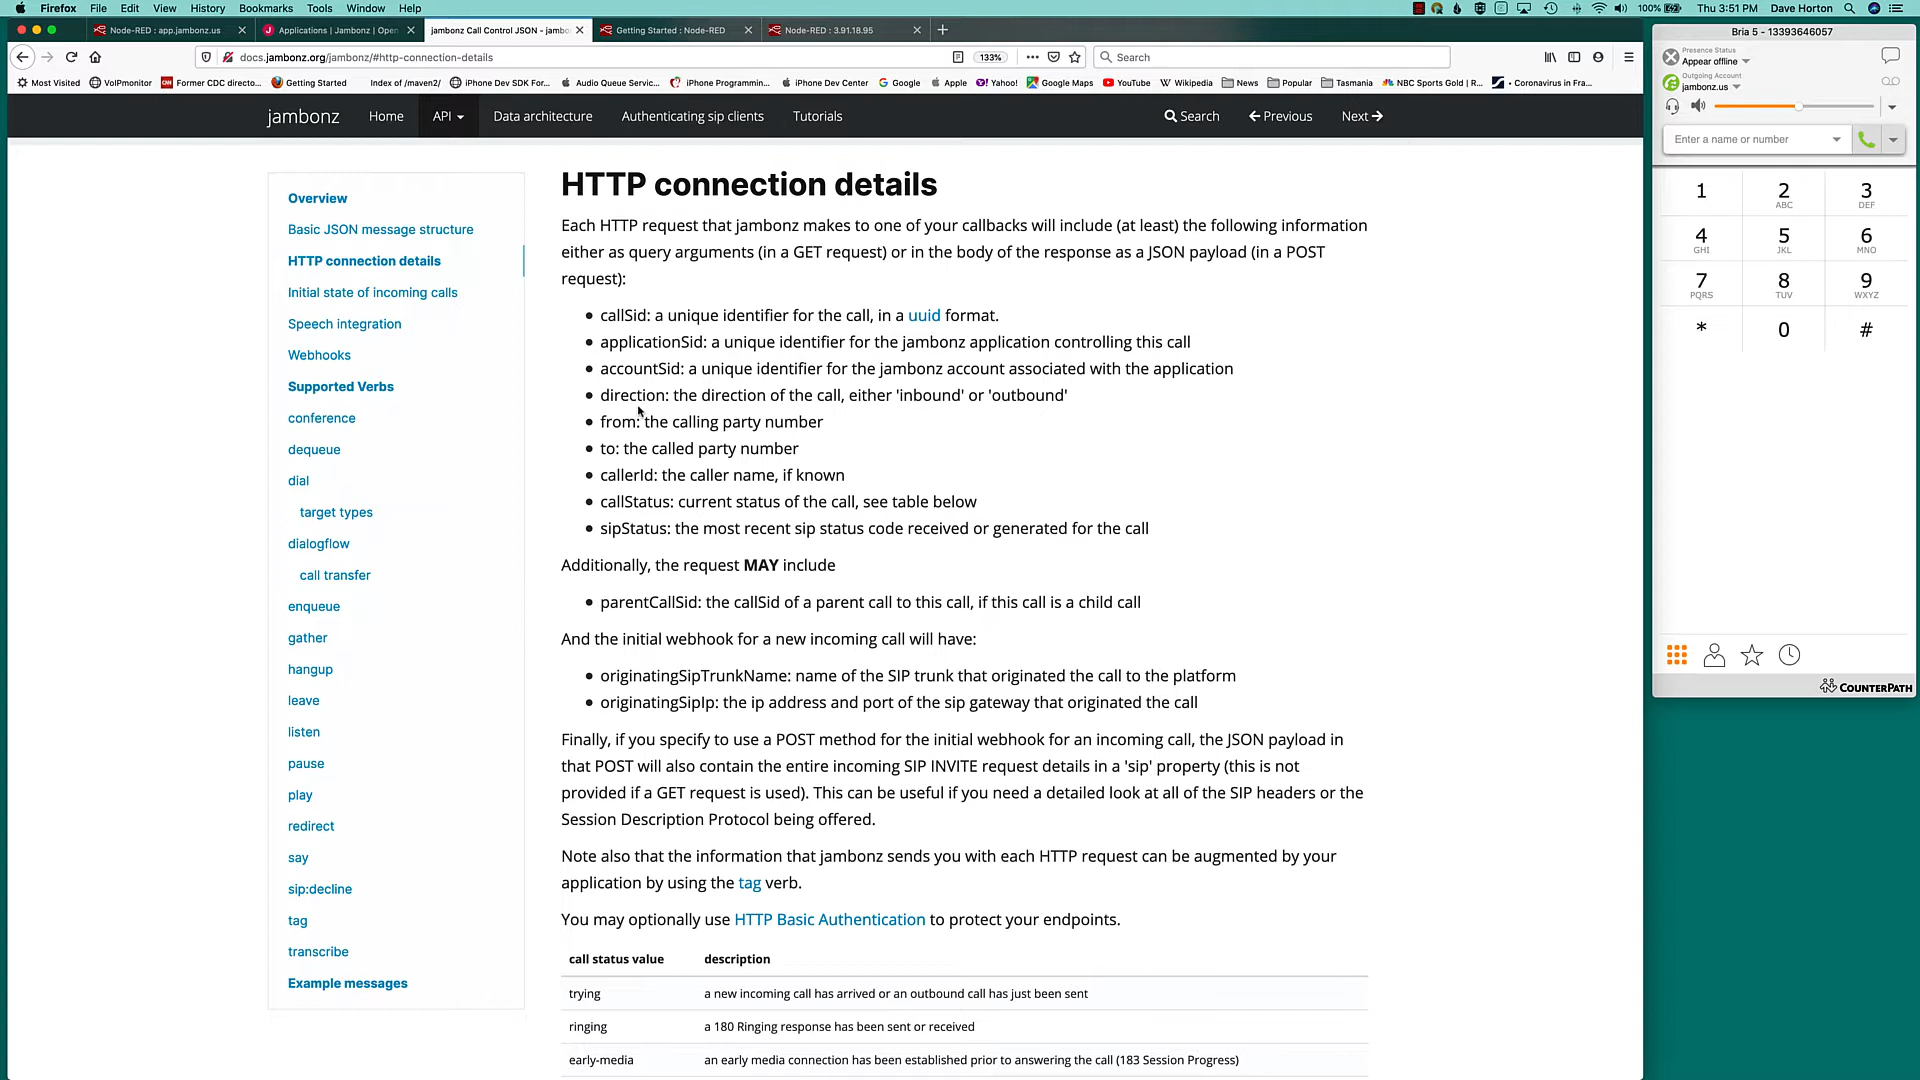 Firefox File Edit View History Bookmarks Tools Window Help 100% Thu 3:51 PM Dave Horton
Node-RED : app.jambonz.us Applications | Jambonz | Open jambonz Call Control JSON - jambo Getting Started : Node-RED Node-RED : 3.91.18.95
docs.jambonz.org/jambonz/#http-connection-details 133% Search
Most Visited VoIPmonitor Former CDC directo... Getting Started Index of /maven2/ iPhone Dev SDK For... Audio Queue Servic... iPhone Programmin... iPhone Dev Center Google Apple Yahoo! Google Maps YouTube Wikipedia News Popular Tasmania NBC Sports Gold | R... • Coronavirus in Fra...
jambonz Home API Data architecture Authenticating sip clients Tutorials Search Previous Next
Overview
Basic JSON message structure
HTTP connection details
Initial state of incoming calls
Speech integration
Webhooks
Supported Verbs
conference
dequeue
dial
target types
dialogflow
call transfer
enqueue
gather
hangup
leave
listen
pause
play
redirect
say
sip:decline
tag
transcribe
Example messages
HTTP connection details
Each HTTP request that jambonz makes to one of your callbacks will include (at least) the following information
either as query arguments (in a GET request) or in the body of the response as a JSON payload (in a POST
request):
• callSid: a unique identifier for the call, in a uuid format.
• applicationSid: a unique identifier for the jambonz application controlling this call
• accountSid: a unique identifier for the jambonz account associated with the application
• direction: the direction of the call, either 'inbound' or 'outbound'
• from: the calling party number
• to: the called party number
• callerId: the caller name, if known
• callStatus: current status of the call, see table below
• sipStatus: the most recent sip status code received or generated for the call
Additionally, the request MAY include
• parentCallSid: the callSid of a parent call to this call, if this call is a child call
And the initial webhook for a new incoming call will have:
• originatingSipTrunkName: name of the SIP trunk that originated the call to the platform
• originatingSipIp: the ip address and port of the sip gateway that originated the call
Finally, if you specify to use a POST method for the initial webhook for an incoming call, the JSON payload in
that POST will also contain the entire incoming SIP INVITE request details in a 'sip' property (this is not
provided if a GET request is used). This can be useful if you need a detailed look at all of the SIP headers or the
Session Description Protocol being offered.
Note also that the information that jambonz sends you with each HTTP request can be augmented by your
application by using the tag verb.
You may optionally use HTTP Basic Authentication to protect your endpoints.
call status value description
trying a new incoming call has arrived or an outbound call has just been sent
ringing a 180 Ringing response has been sent or received
early-media an early media connection has been established prior to answering the call (183 Session Progress)
Bria 5 - 13393646057
Presence Status
Appear offline
Outgoing Account
jambonz.us
Enter a name or number
1 2 3
ABC DEF
4 5 6
GHI JKL MNO
7 8 9
PQRS TUV WXYZ
* 0 #
COUNTERPATH